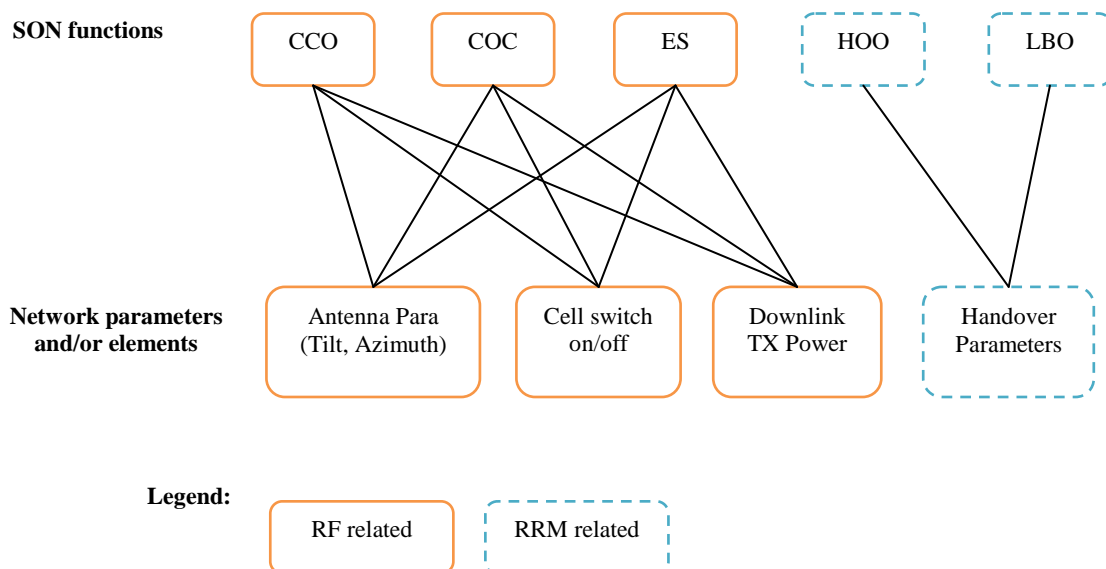 SON functions
CCO
COC
ES
HOO
LBO
Network parameters
and/or elements
Antenna Para
(Tilt, Azimuth)
Cell switch
on/off
Downlink
TX Power
Handover
Parameters
Legend:
RF related
RRM related